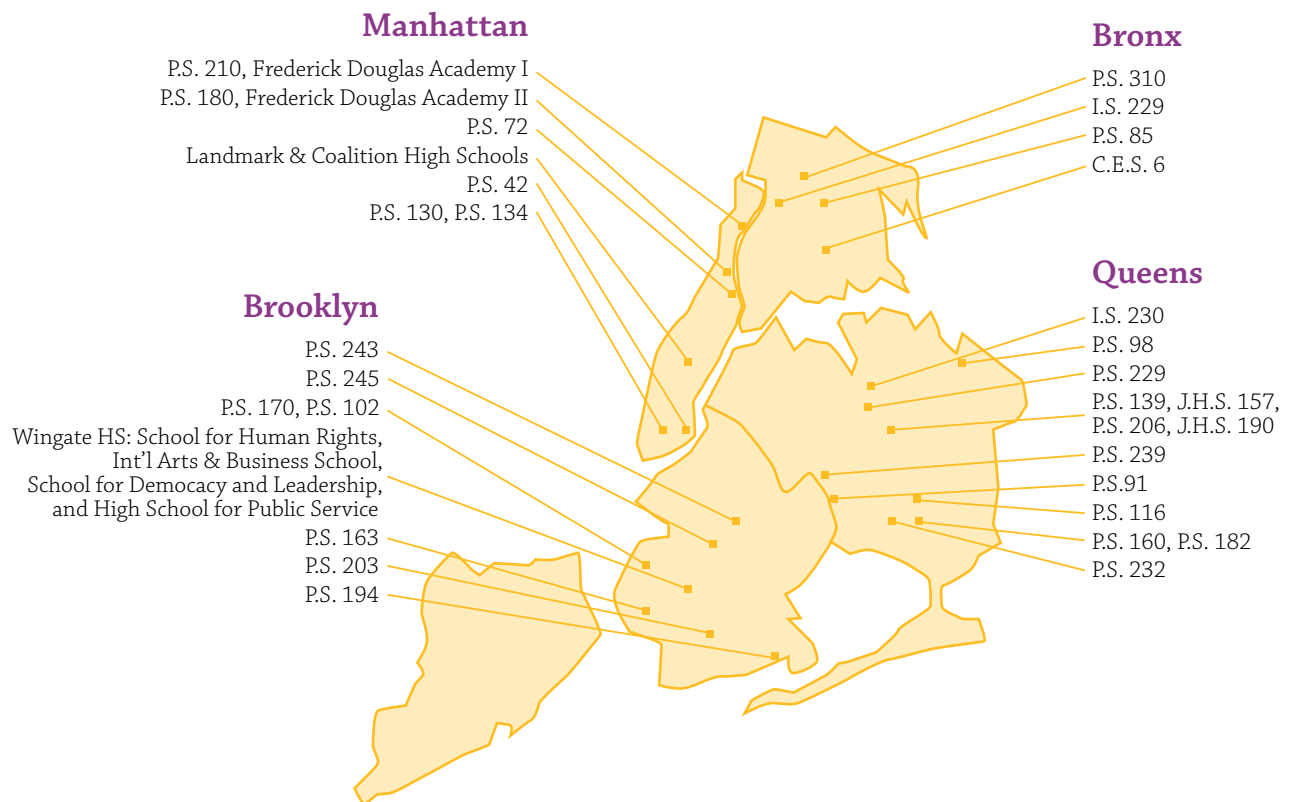 Manhattan
P.S. 210, Frederick Douglas Academy I
P.S. 180, Frederick Douglas Academy II
P.S. 72
Landmark & Coalition High Schools
P.S. 42
P.S. 130, P.S. 134
Brooklyn
P.S. 243
P.S. 245
P.S. 170, P.S. 102
Wingate HS: School for Human Rights,
Int'l Arts & Business School,
School for Democacy and Leadership,
and High School for Public Service
P.S. 163
P.S. 203
P.S. 194
Bronx
P.S. 310
I.S. 229
P.S. 85
C.E.S. 6
Queens
I.S. 230
P.S. 98
P.S. 229
P.S. 139, J.H.S. 157,
P.S. 206, J.H.S. 190
P.S. 239
P.S.91
P.S. 116
P.S. 160, P.S. 182
P.S. 232